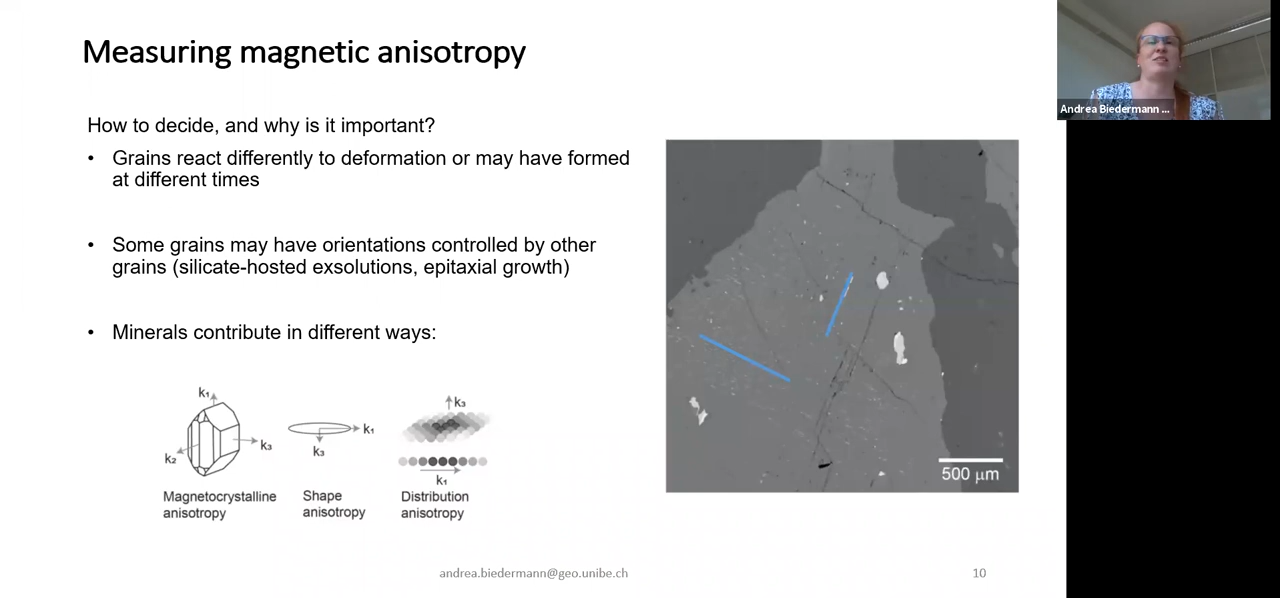 Measuring magnetic anisotropy
Andrea Biedermann ...
How to decide, and why is it important?
• Grains react differently to deformation or may have formed
at different times
• Some grains may have orientations controlled by other
grains (silicate-hosted exsolutions, epitaxial growth)
• Minerals contribute in different ways:
k₁
k₂
k₃
Magnetocrystalline
anisotropy
k₁
k₃
Shape
anisotropy
k₃
k₁
Distribution
anisotropy
500 μm
andrea.biedermann@geo.unibe.ch
10